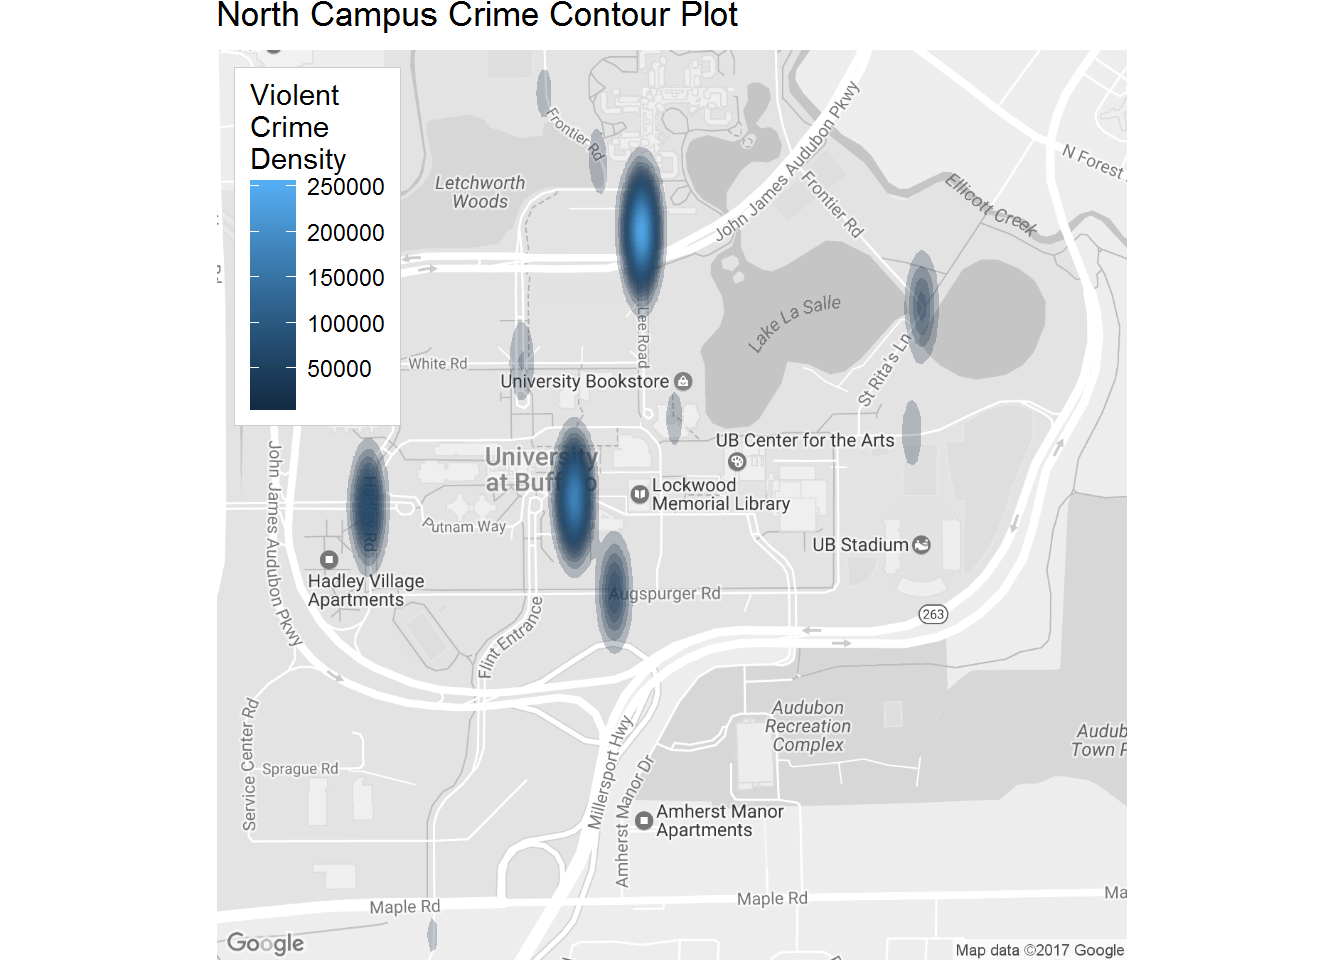 North Campus Crime Contour Plot
Violent
Crime
Density
250000
200000
150000
100000
50000
Frontier Rd
Letchworth
Woods
John James Audubon Pkwy
N Forest
Ellicott Creek
Frontier Rd
Lake La Salle
Lee Road
White Rd
St Rita's Ln
University Bookstore
UB Center for the Arts
University
at Buffalo
Lockwood
Memorial Library
Putnam Way
UB Stadium
John James Audubon Pkwy
Hadley Village
Apartments
Augspurger Rd
263
Flint Entrance
Service Center Rd
Sprague Rd
Millersport Hwy
Amherst Manor Dr
Audubon
Recreation
Complex
Audub
Town P
Amherst Manor
Apartments
Maple Rd
Maple Rd
Ma
Google
Map data ©2017 Google